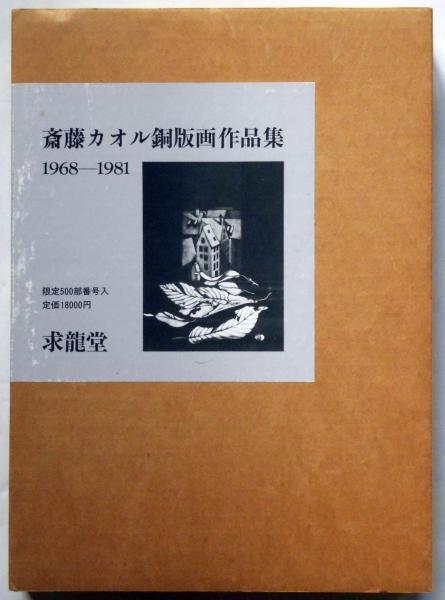 斎藤カオル銅版画作品集
1968—1981
限定500部番号入
定価18000円
求龍堂